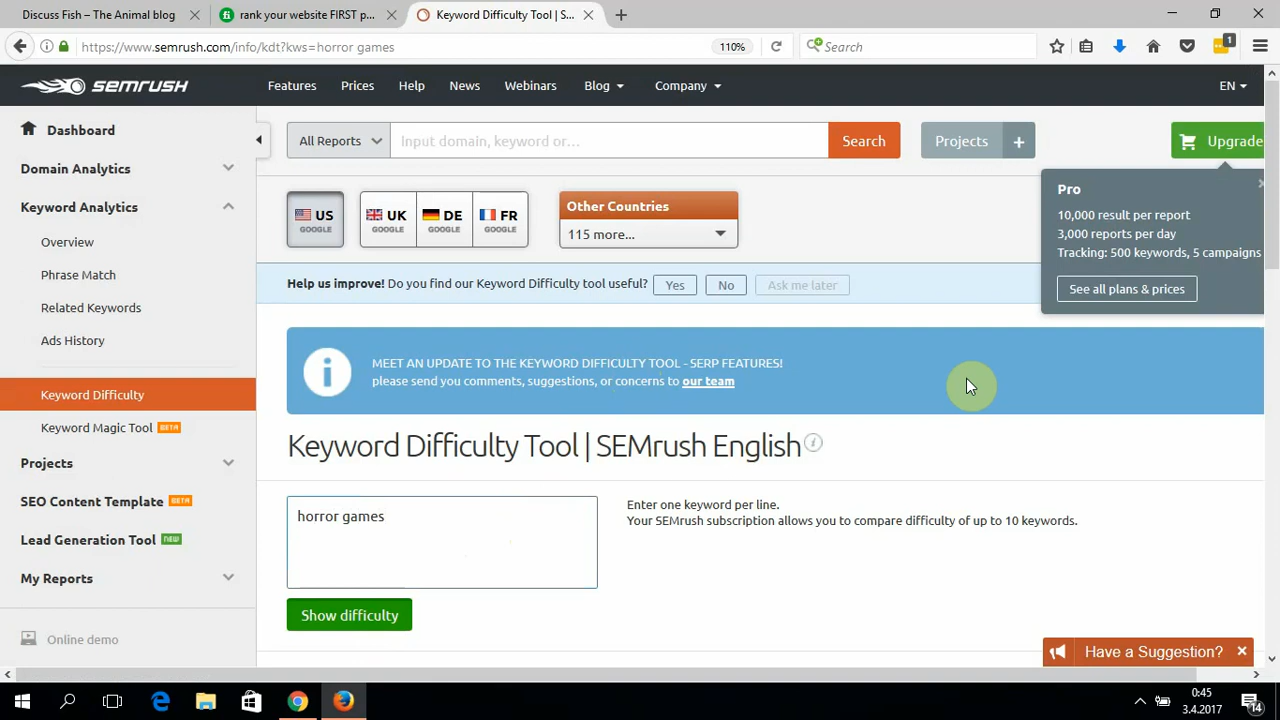 Discuss Fish – The Animal blog
rank your website FIRST p...
Keyword Difficulty Tool | S...
https://www.semrush.com/info/kdt?kws=horror games
110%
Search
1
SEMRUSH
Features
Prices
Help
News
Webinars
Blog
Company
EN
Dashboard
Domain Analytics
Keyword Analytics
Overview
Phrase Match
Related Keywords
Ads History
Keyword Difficulty
Keyword Magic Tool BETA
Projects
SEO Content Template BETA
Lead Generation Tool NEW
My Reports
Online demo
All Reports
Input domain, keyword or...
Search
Projects +
Upgrade
Pro
10,000 result per report
3,000 reports per day
Tracking: 500 keywords, 5 campaigns
See all plans & prices
US
GOOGLE
UK
GOOGLE
DE
GOOGLE
FR
GOOGLE
Other Countries
115 more...
Help us improve! Do you find our Keyword Difficulty tool useful? Yes No Ask me later
MEET AN UPDATE TO THE KEYWORD DIFFICULTY TOOL - SERP FEATURES!
please send you comments, suggestions, or concerns to our team
Keyword Difficulty Tool | SEMrush English
horror games
Enter one keyword per line.
Your SEMrush subscription allows you to compare difficulty of up to 10 keywords.
Show difficulty
Have a Suggestion?
0:45
3.4.2017
14